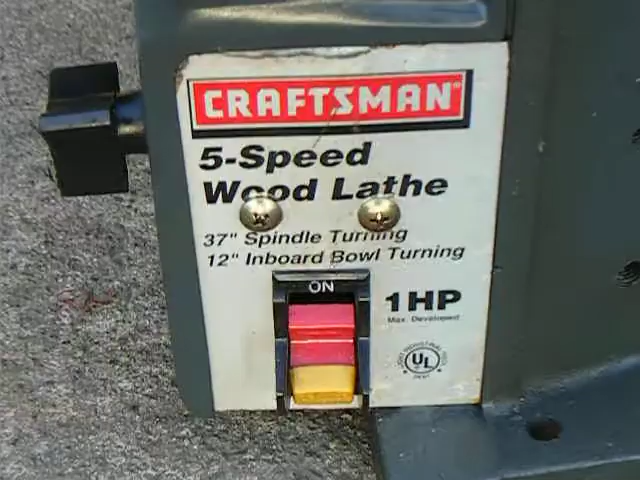 CRAFTSMAN®
5-Speed
Wood Lathe
37" Spindle Turning
12" Inboard Bowl Turning
ON
1HP
Max. Developed
UL